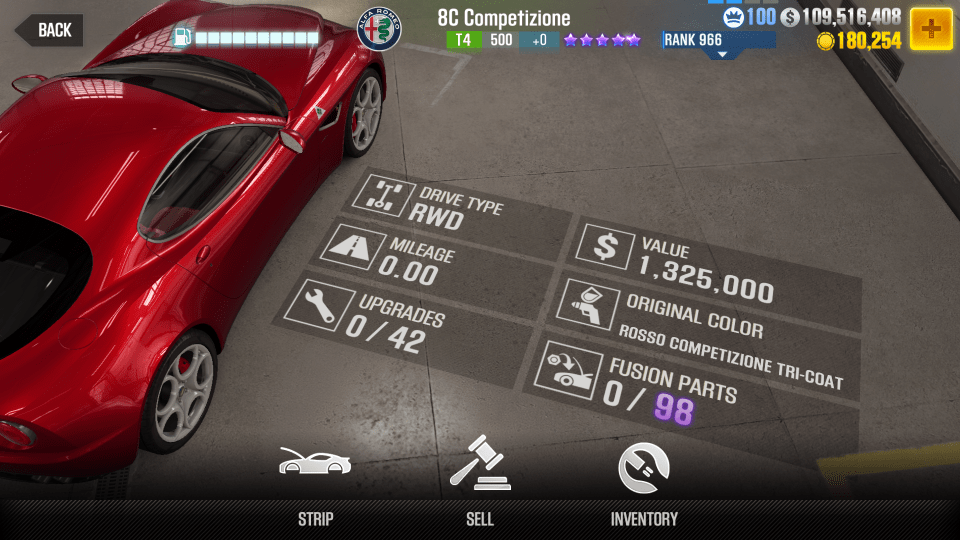 BACK
ALFA ROMEO
8C Competizione
T4 500 +0
RANK 966
100 109,516,408
180,254
DRIVE TYPE
RWD
MILEAGE
0.00
UPGRADES
0 / 42
VALUE
1,325,000
ORIGINAL COLOR
ROSSO COMPETIZIONE TRI-COAT
FUSION PARTS
0 / 98
STRIP
SELL
INVENTORY